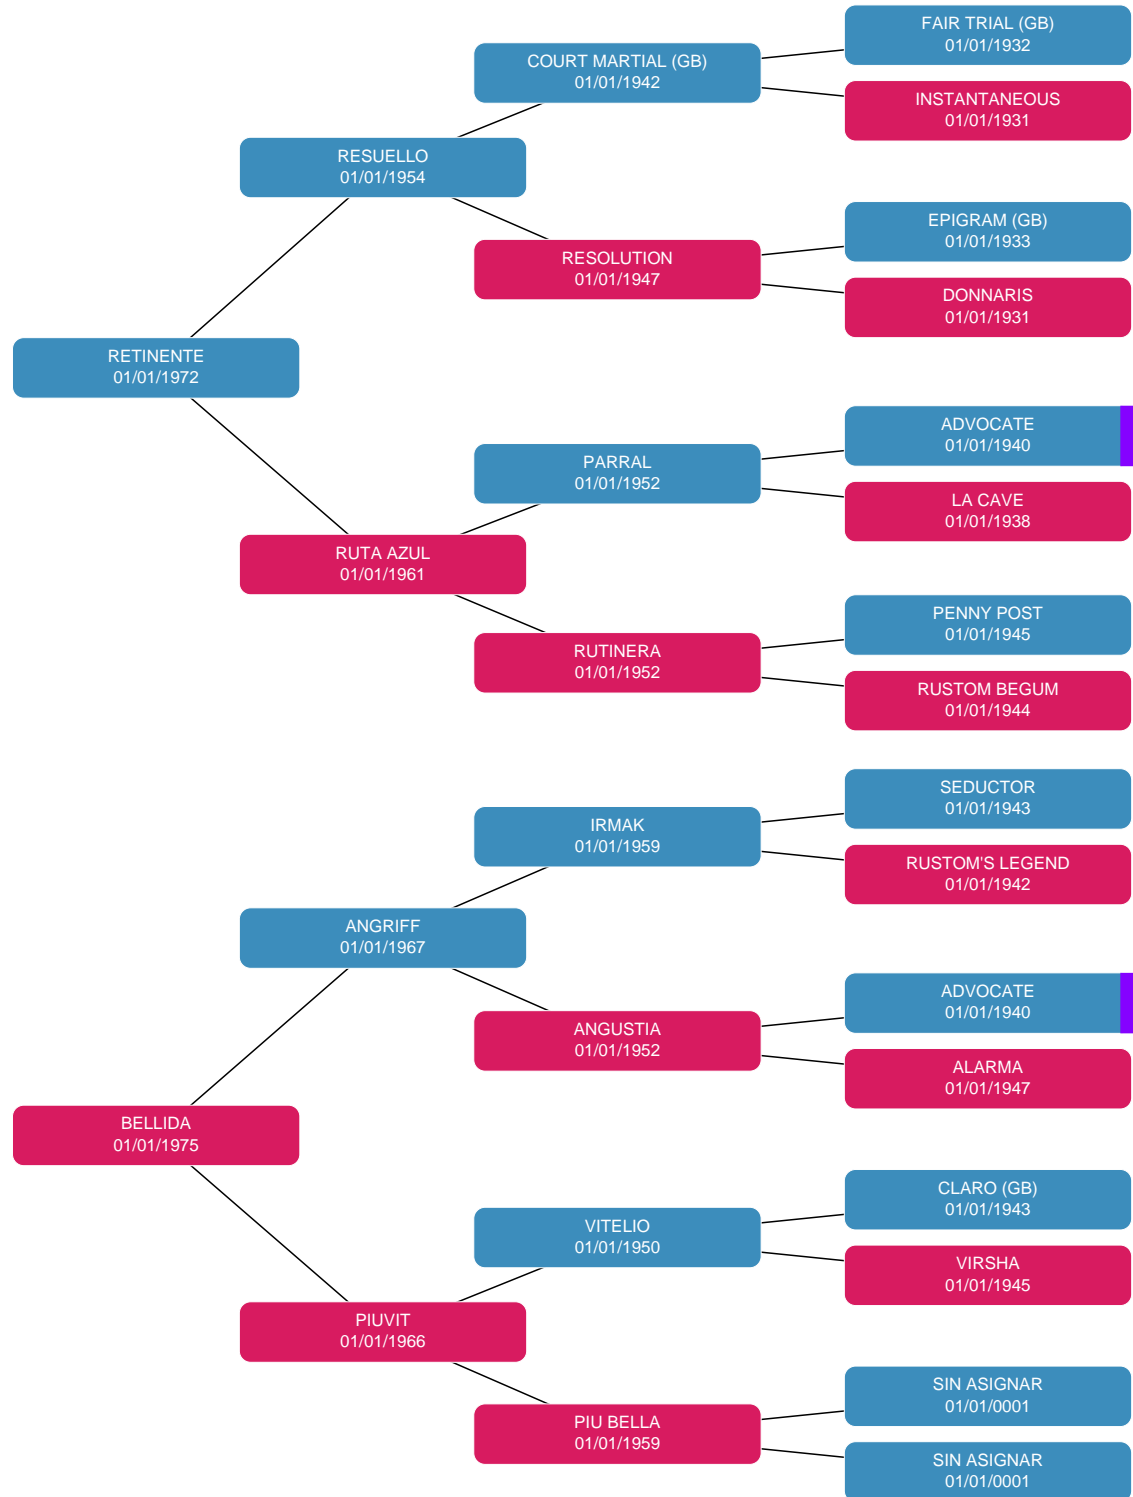 FAIR TRIAL (GB)
01/01/1932
COURT MARTIAL (GB)
01/01/1942
INSTANTANEOUS
01/01/1931
RESUELLO
01/01/1954
EPIGRAM (GB)
01/01/1933
RESOLUTION
01/01/1947
DONNARIS
01/01/1931
RETINENTE
01/01/1972
ADVOCATE
01/01/1940
PARRAL
01/01/1952
LA CAVE
01/01/1938
RUTA AZUL
01/01/1961
PENNY POST
01/01/1945
RUTINERA
01/01/1952
RUSTOM BEGUM
01/01/1944
SEDUCTOR
01/01/1943
IRMAK
01/01/1959
RUSTOM'S LEGEND
01/01/1942
ANGRIFF
01/01/1967
ADVOCATE
01/01/1940
ANGUSTIA
01/01/1952
ALARMA
01/01/1947
BELLIDA
01/01/1975
CLARO (GB)
01/01/1943
VITELIO
01/01/1950
VIRSHA
01/01/1945
PIUVIT
01/01/1966
SIN ASIGNAR
01/01/0001
PIU BELLA
01/01/1959
SIN ASIGNAR
01/01/0001